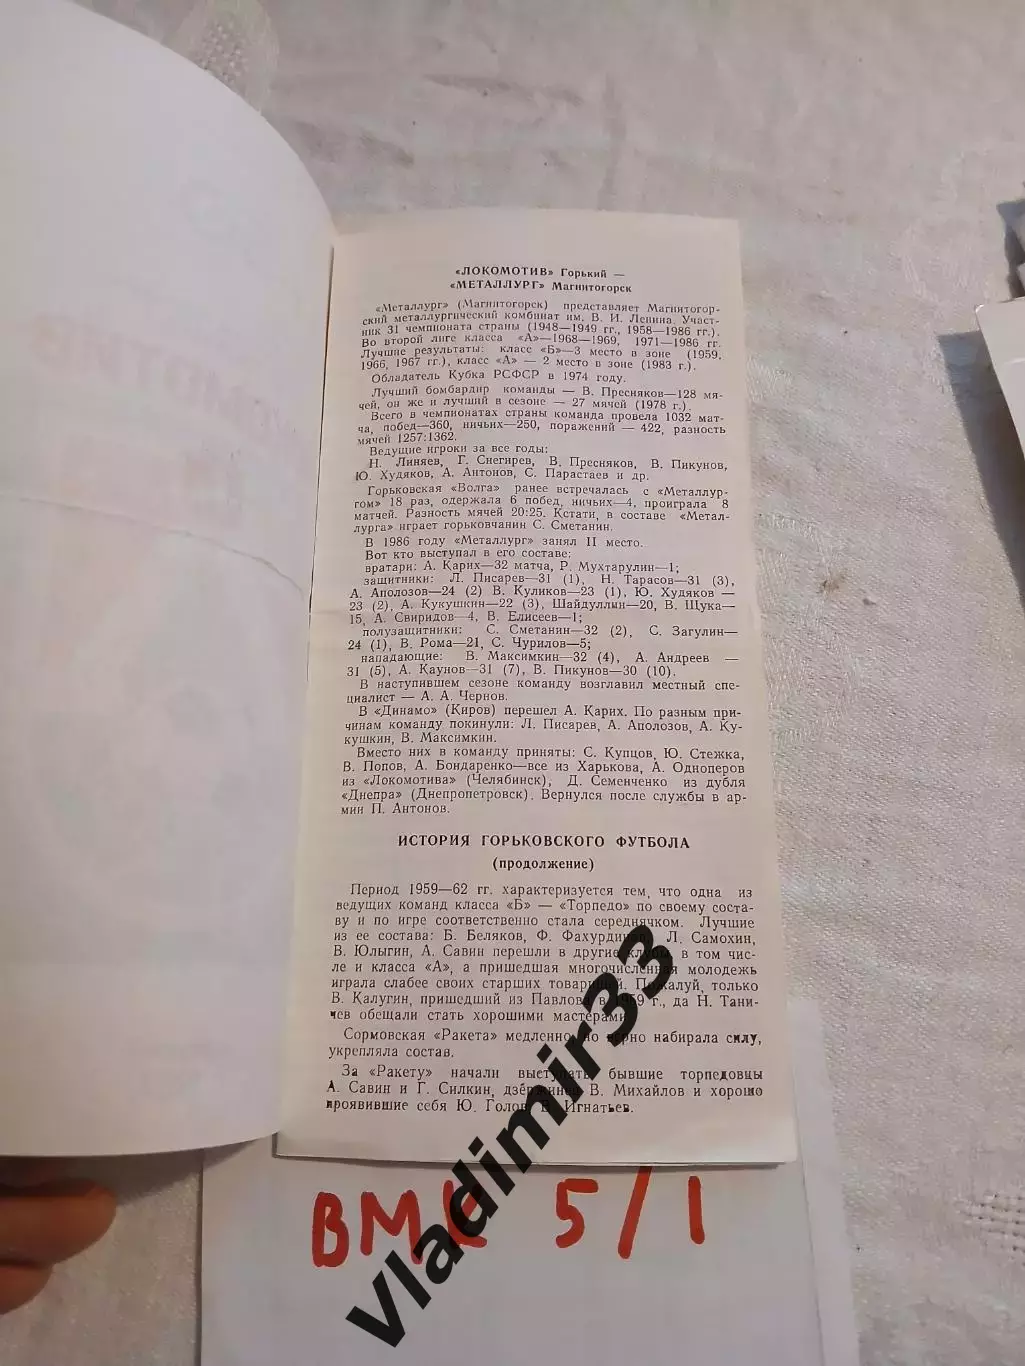 «ЛОКОМОТИВ» Горький —
«МЕТАЛЛУРГ» Магнитогорск
«Металлург» (Магнитогорск) представляет Магнитогор-
ский металлургический комбинат им. В. И. Ленина. Участ-
ник 31 чемпионата страны (1948—1949 гг., 1958—1986 гг.).
Во второй лиге класса «А»—1968—1969, 1971—1986 гг.
Лучшие результаты: класс «Б»—3 место в зоне (1959,
1966, 1967 гг.), класс «А» — 2 место в зоне (1983 г.).
Обладатель Кубка РСФСР в 1974 году.
Лучший бомбардир команды — В. Пресняков—128 мя-
чей, он же и лучший в сезоне — 27 мячей (1978 г.).
Всего в чемпионатах страны команда провела 1032 мат-
ча, побед—360, ничьих—250, поражений — 422, разность
мячей 1257:1362.
Ведущие игроки за все годы:
Н. Линяев, Г. Снегирев, В. Пресняков, В. Пикунов,
Ю. Худяков, А. Антонов, С. Парастаев и др.
Горьковская «Волга» ранее встречалась с «Металлур-
гом» 18 раз, одержала 6 побед, ничьих—4, проиграла 8
матчей. Разность мячей 20:25. Кстати, в составе «Метал-
лурга» играет горьковчанин С. Сметанин.
В 1986 году «Металлург» занял II место.
Вот кто выступал в его составе:
вратари: А. Карих—32 матча, Р. Мухтарулин—1;
защитники: Л. Писарев—31 (1), Н. Тарасов—31 (3),
А. Аполозов—24 (2) В. Куликов—23 (1), Ю. Худяков —
23 (2), А. Кукушкин—22 (3), Шайдуллин—20, В. Щука—
15, А. Свиридов—4, В. Елисеев—1;
полузащитники: С. Сметанин—32 (2), С. Загулин—
24 (1), В. Рома—21, С. Чурилов—5;
нападающие: В. Максимкин—32 (4), А. Андреев —
31 (5), А. Каунов—31 (7), В. Пикунов—30 (10).
В наступившем сезоне команду возглавил местный спе-
циалист — А. А. Чернов.
В «Динамо» (Киров) перешел А. Карих. По разным при-
чинам команду покинули: Л. Писарев, А. Аполозов, А. Ку-
кушкин, В. Максимкин.
Вместо них в команду приняты: С. Купцов, Ю. Стежка,
В. Попов, А. Бондаренко—все из Харькова, А. Одноперов
из «Локомотива» (Челябинск), Д. Семенченко из дубля
«Днепра» (Днепропетровск). Вернулся после службы в ар-
мии П. Антонов.
ИСТОРИЯ ГОРЬКОВСКОГО ФУТБОЛА
(продолжение)
Период 1959—62 гг. характеризуется тем, что одна из
ведущих команд класса «Б» — «Торпедо» по своему соста-
ву и по игре соответственно стала середнячком. Лучшие
из ее состава: Б. Беляков, Ф. Фахурдинов, Л. Самохин,
В. Юлыгин, А. Савин перешли в другие клубы в том чис-
ле и класса «А», а пришедшая многочисленная молодежь
играла слабее своих старших товарищей. Пожалуй, только
В. Калугин, пришедший из Павлова в 1959 г., да Н. Тани-
чев обещали стать хорошими мастерами.
Сормовская «Ракета» медленно, но верно набирала силу,
укрепляла состав.
За «Ракету» начали выступать бывшие торпедовцы
А. Савин и Г. Силкин, дзержинец В. Михайлов и хорошо
проявившие себя Ю. Голов, В. Игнатьев.
ВМК 5/1
Vladimir33